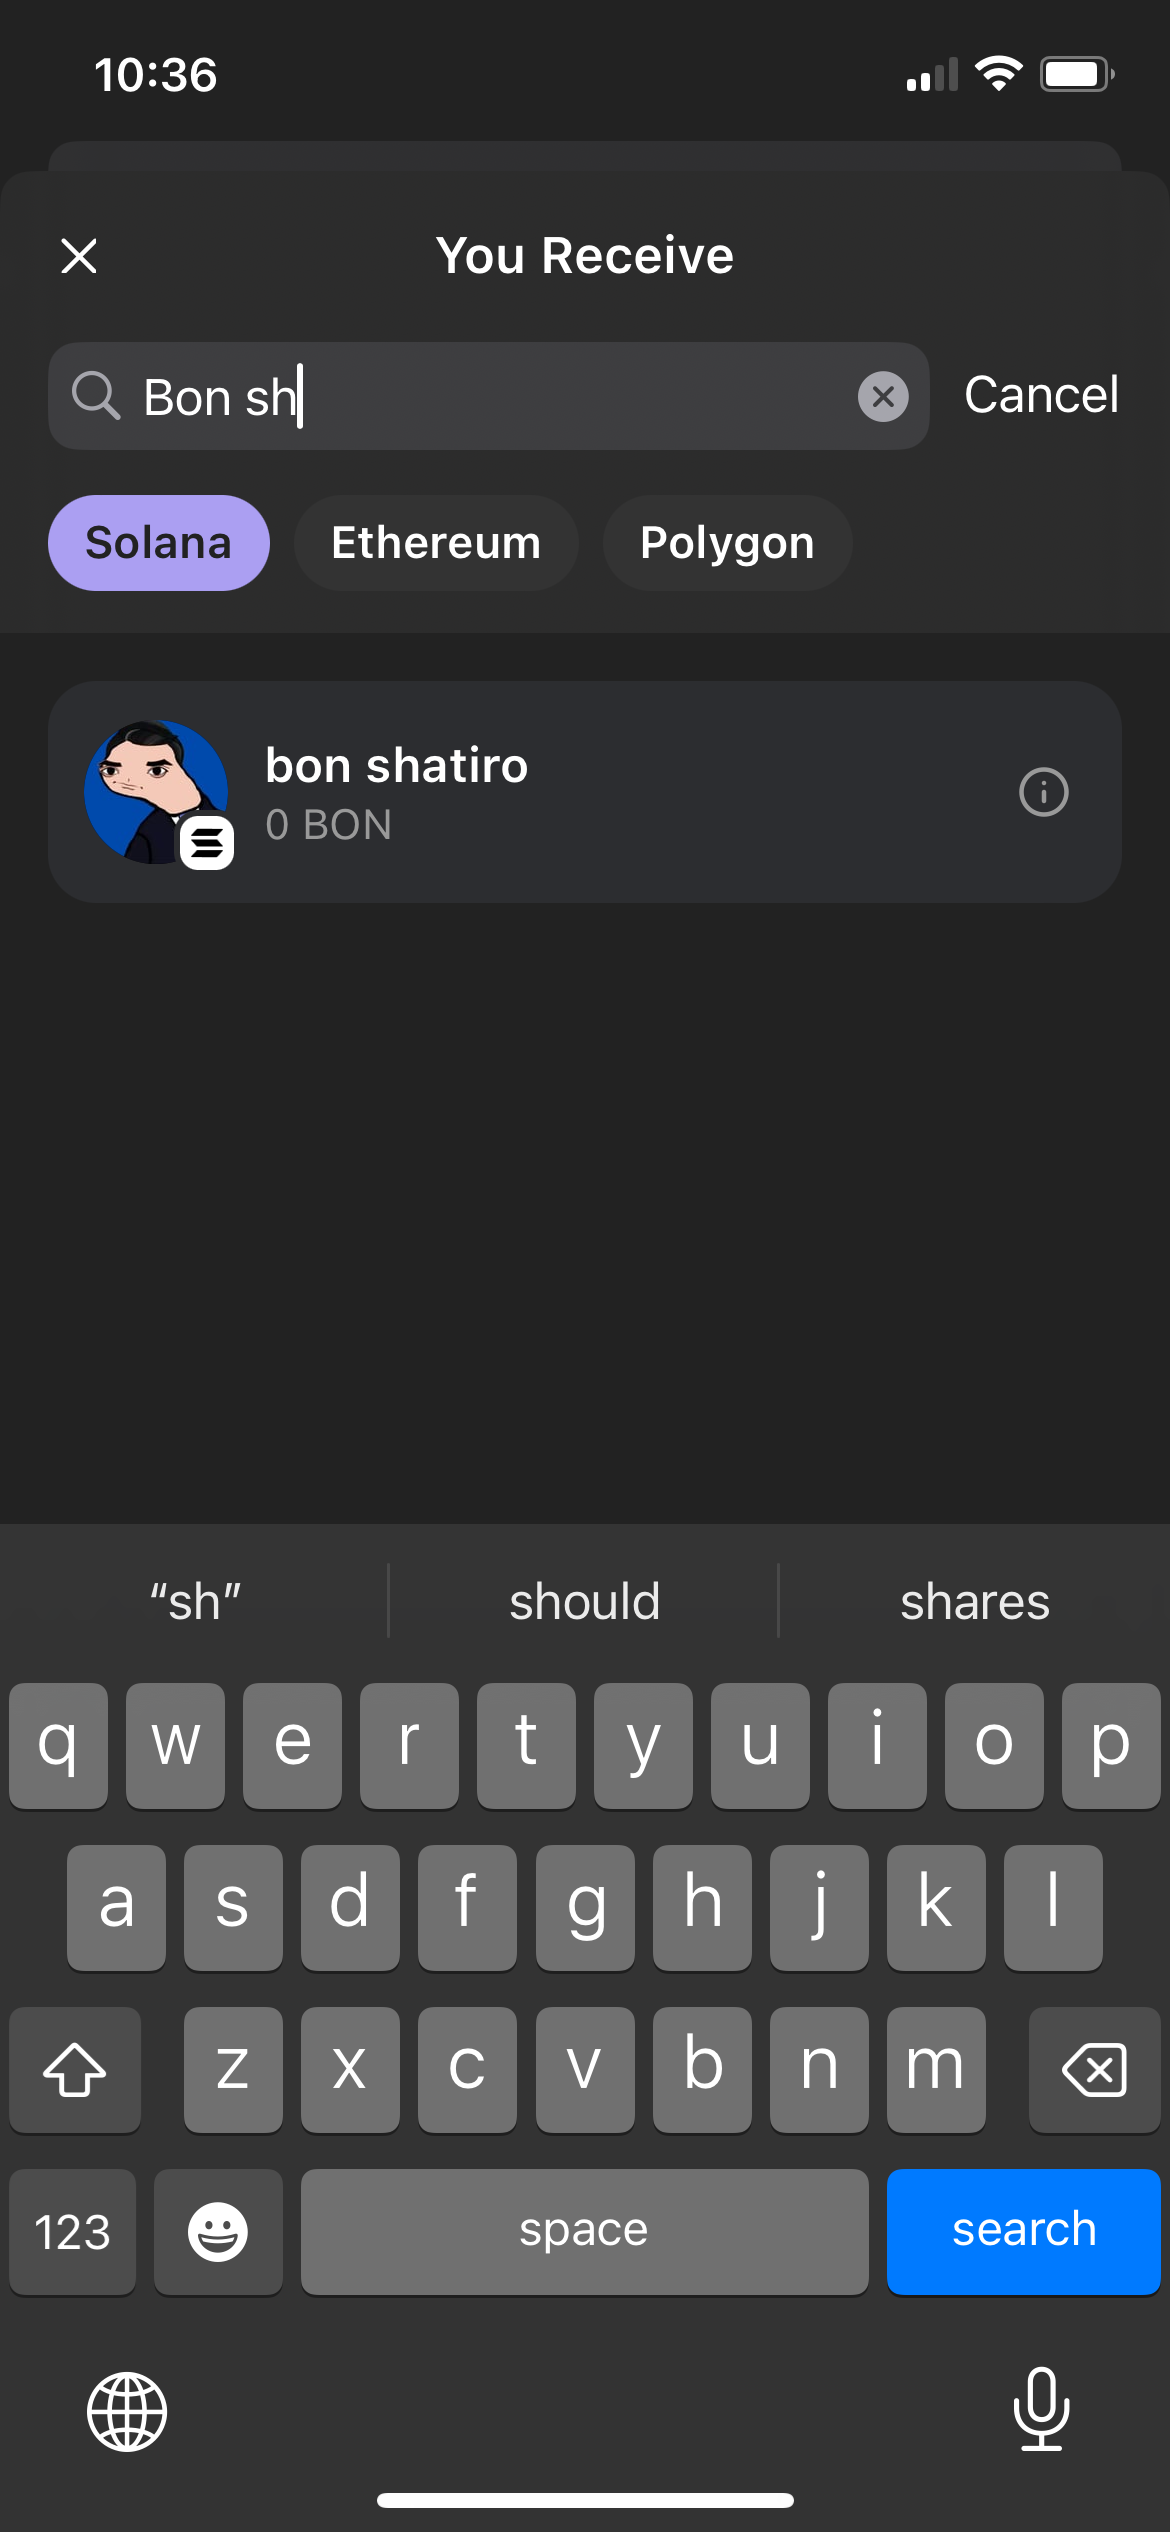 10:36
You Receive
Bon sh
Cancel
Solana
Ethereum
Polygon
bon shatiro
0 BON
“sh”
should
shares
q w e r t y u i o p
a s d f g h j k l
z x c v b n m
123
space
search